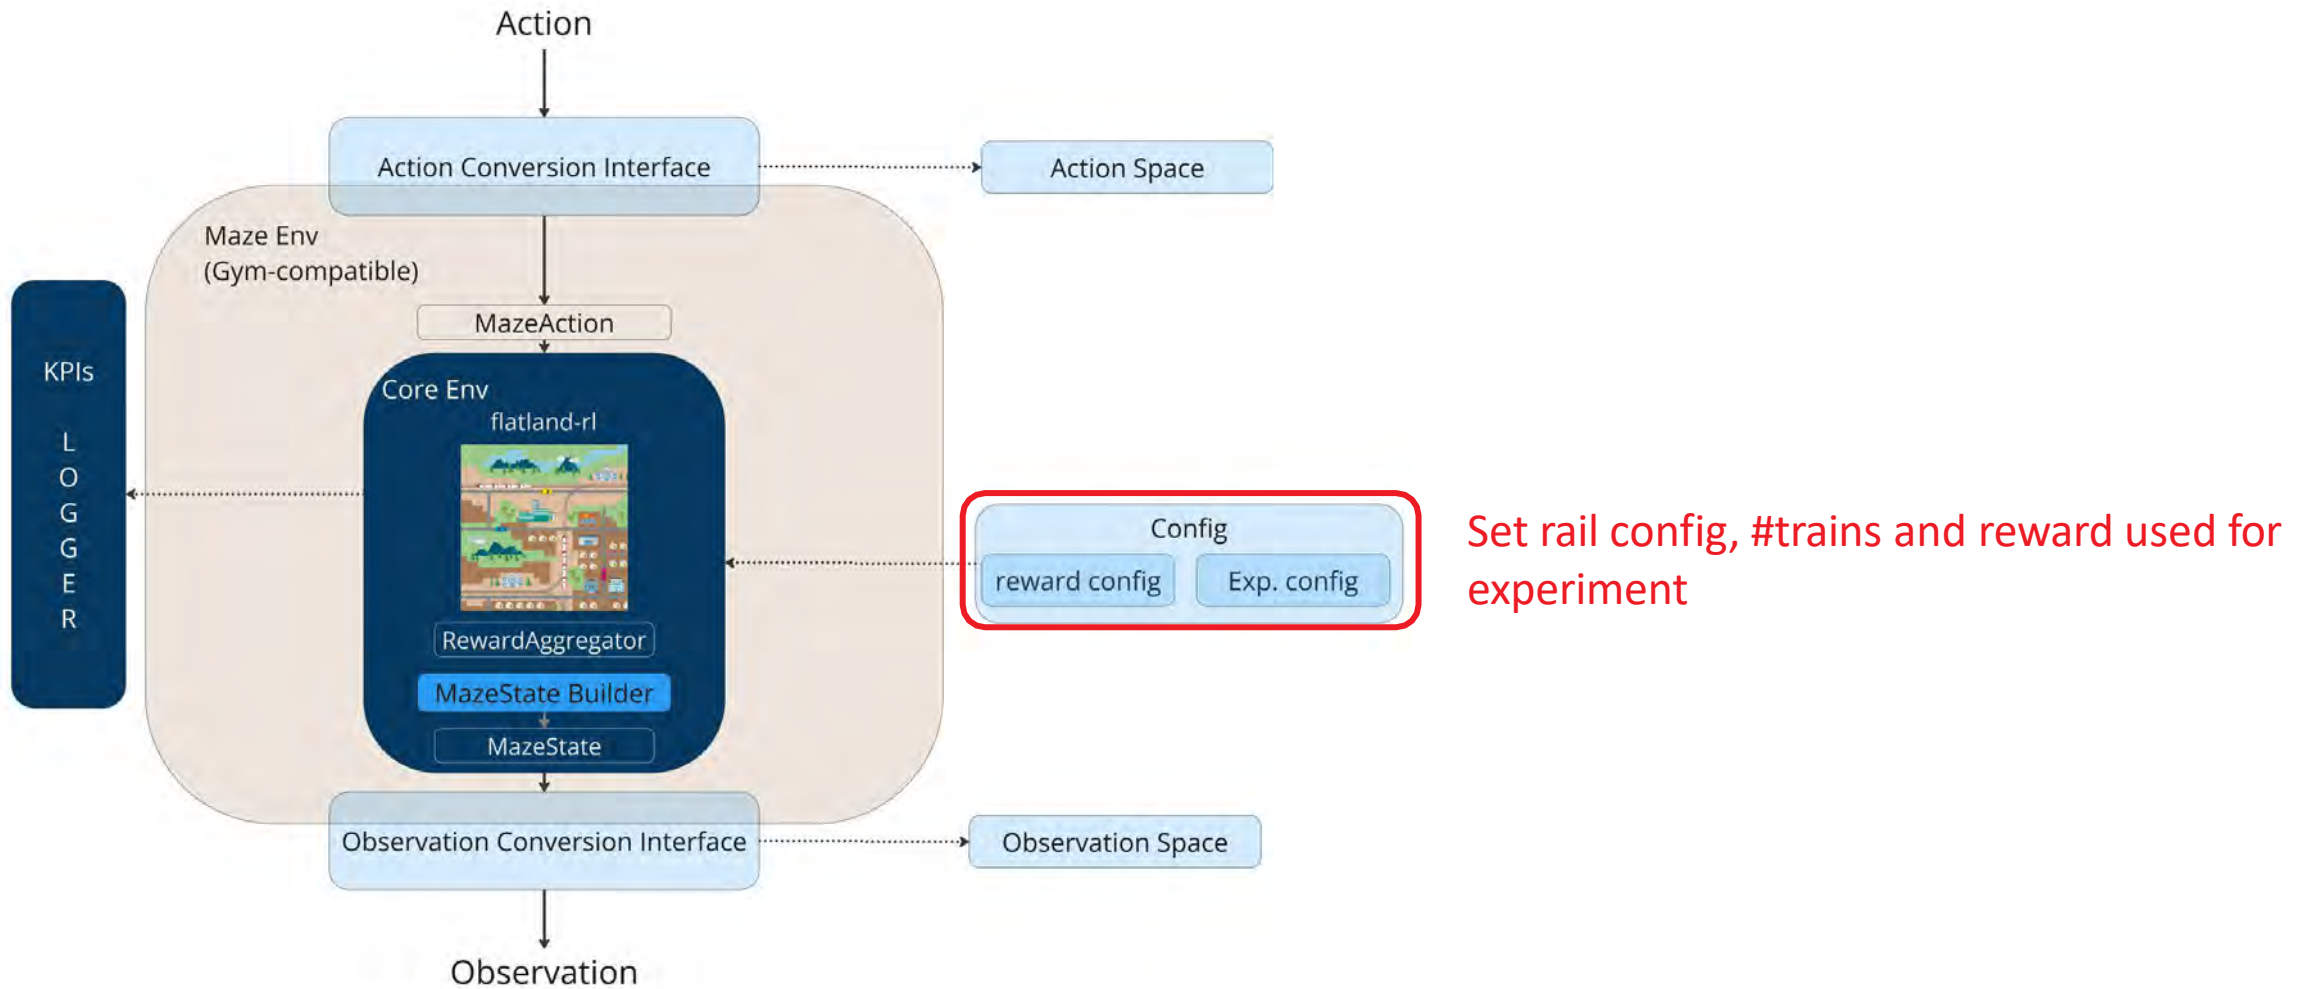 Action
Action Conversion Interface
Action Space
Maze Env
(Gym-compatible)
MazeAction
KPIs
L
O
G
G
E
R
Core Env
flatland-rl
RewardAggregator
MazeState Builder
MazeState
Config
reward config
Exp. config
Set rail config, #trains and reward used for
experiment
Observation Conversion Interface
Observation Space
Observation